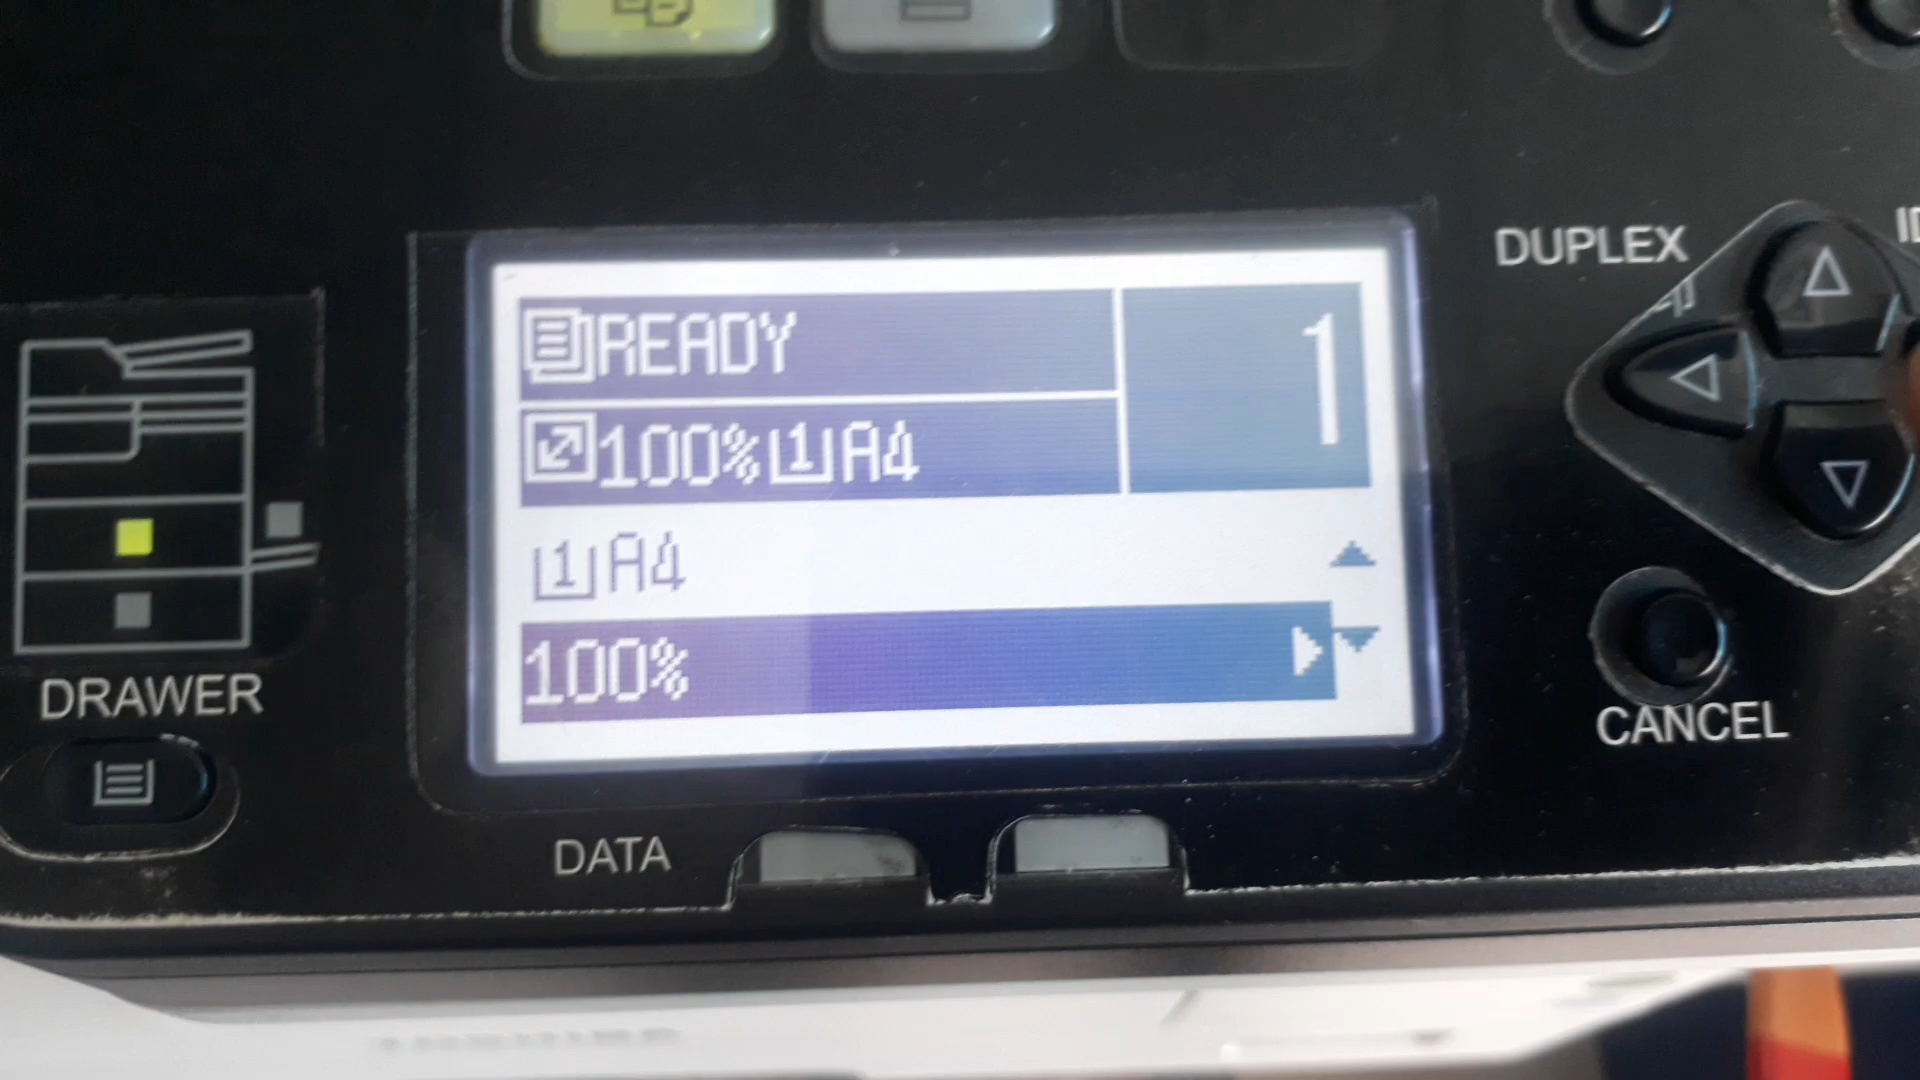 READY
1
100% 1 A4
1 A4
100%
DUPLEX
DRAWER
CANCEL
DATA